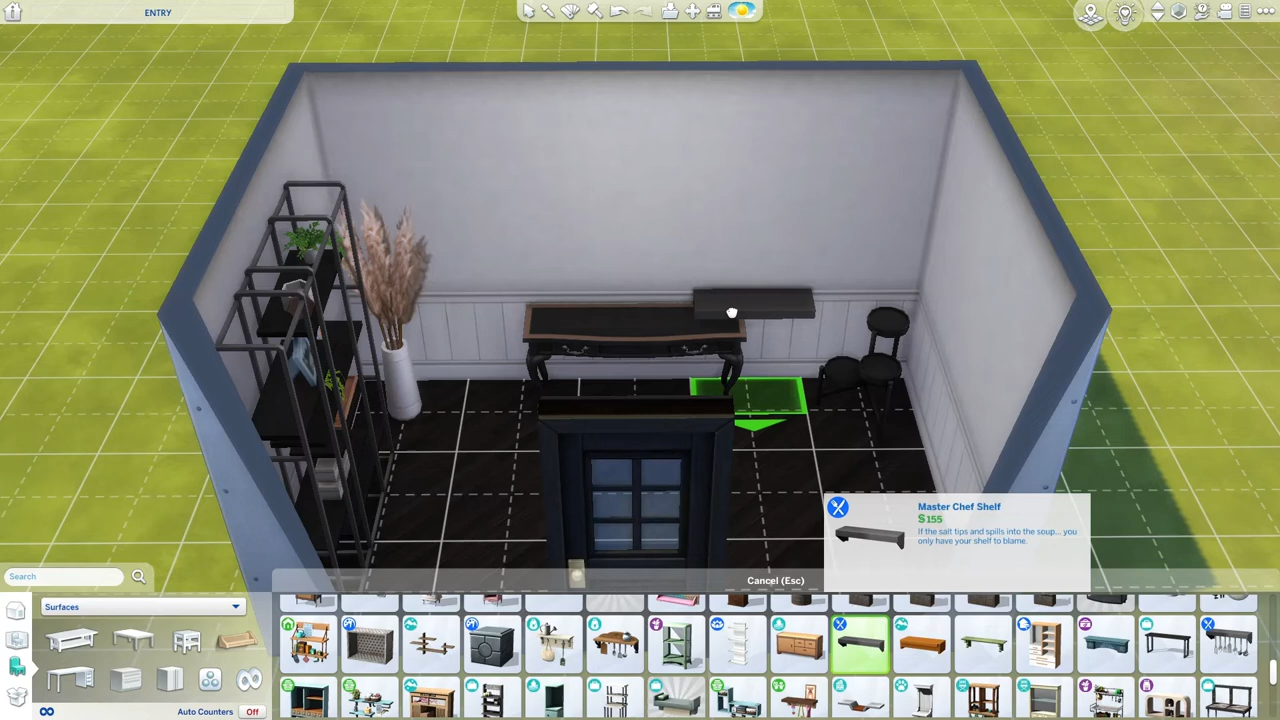 ENTRY
Master Chef Shelf
§155
If the salt tips and spills into the soup... you
only have your shelf to blame.
Cancel (Esc)
Search
Surfaces
Auto Counters
Off